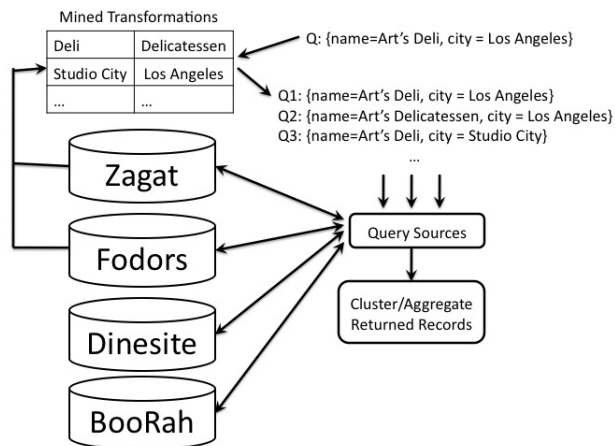 Mined Transformations
Deli Delicatessen
Studio City Los Angeles
... ...
Q: {name=Art's Deli, city = Los Angeles}
Q1: {name=Art's Deli, city = Los Angeles}
Q2: {name=Art's Delicatessen, city = Los Angeles}
Q3: {name=Art's Deli, city = Studio City}
...
Zagat
Fodors
Dinesite
BooRah
Query Sources
Cluster/Aggregate
Returned Records